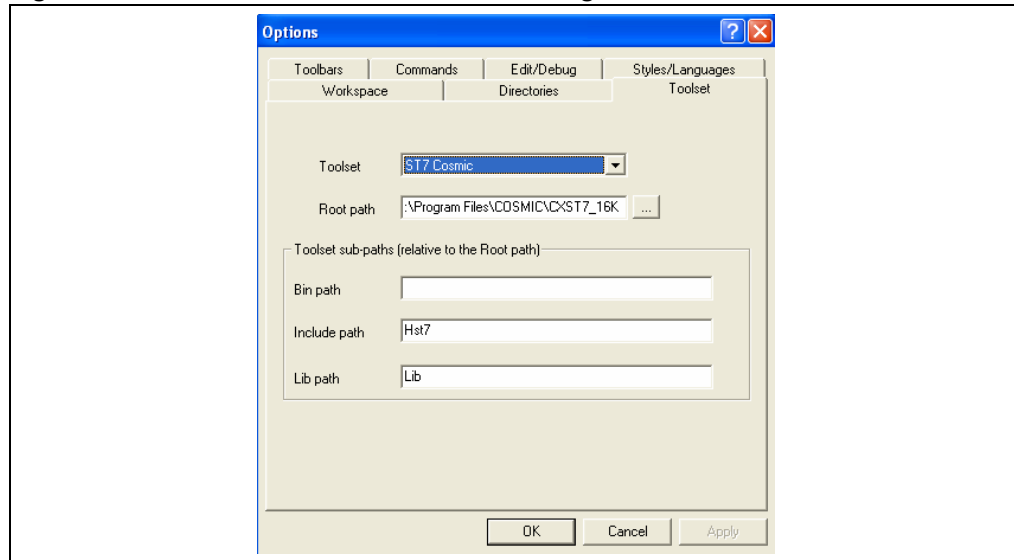 Options
Toolbars Commands Edit/Debug Styles/Languages
Workspace Directories Toolset
Toolset ST7 Cosmic
Root path :\Program Files\COSMIC\CXST7_16K ...
Toolset sub-paths (relative to the Root path)
Bin path
Include path Hst7
Lib path Lib
OK Cancel Apply